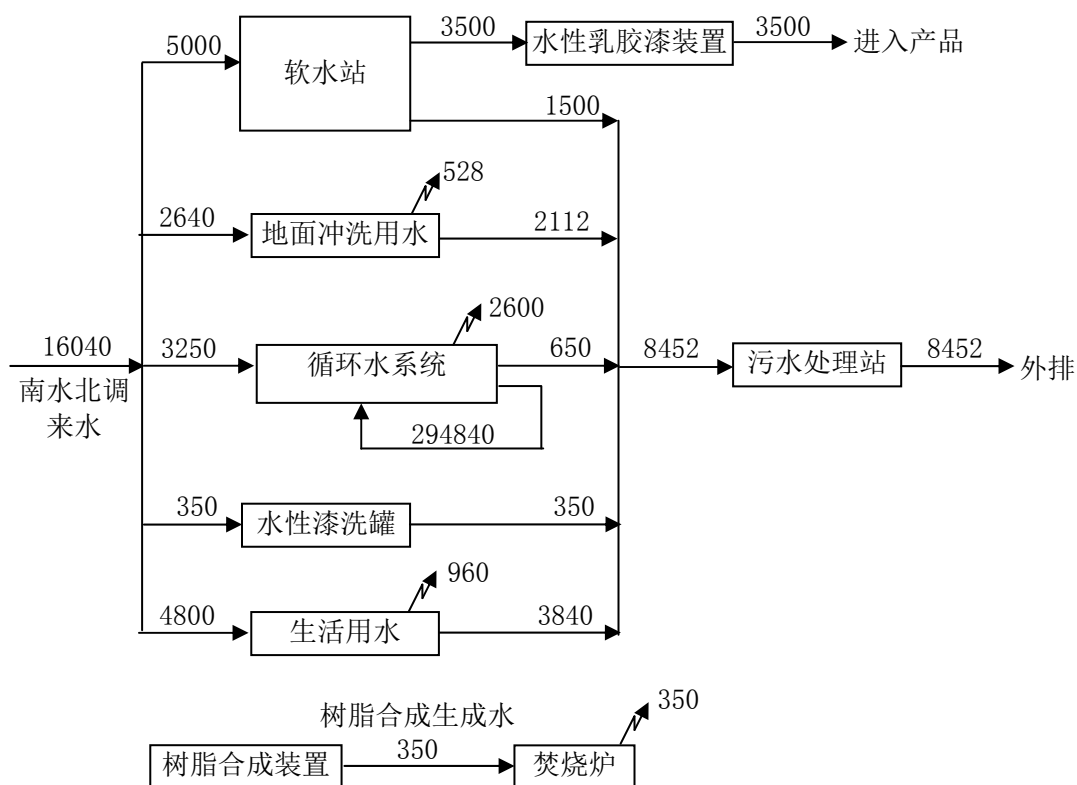 5000
软水站
3500
水性乳胶漆装置
3500
进入产品
1500
528
2640
地面冲洗用水
2112
2600
16040
南水北调
来水
3250
循环水系统
650
294840
8452
污水处理站
8452
外排
350
水性漆洗罐
350
960
4800
生活用水
3840
树脂合成生成水
350
树脂合成装置
350
焚烧炉